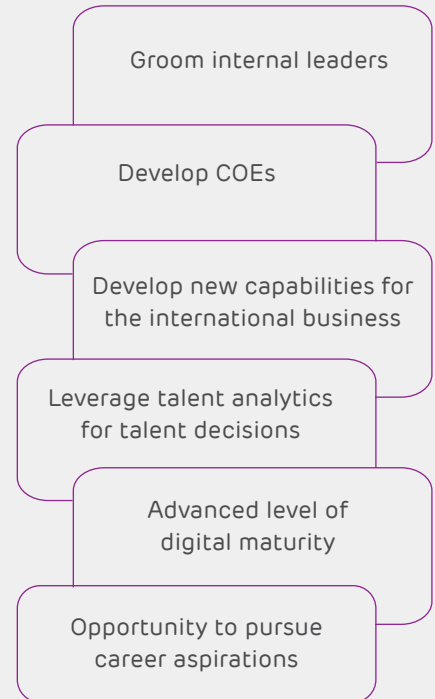 Groom internal leaders
Develop COEs
Develop new capabilities for
the international business
Leverage talent analytics
for talent decisions
Advanced level of
digital maturity
Opportunity to pursue
career aspirations